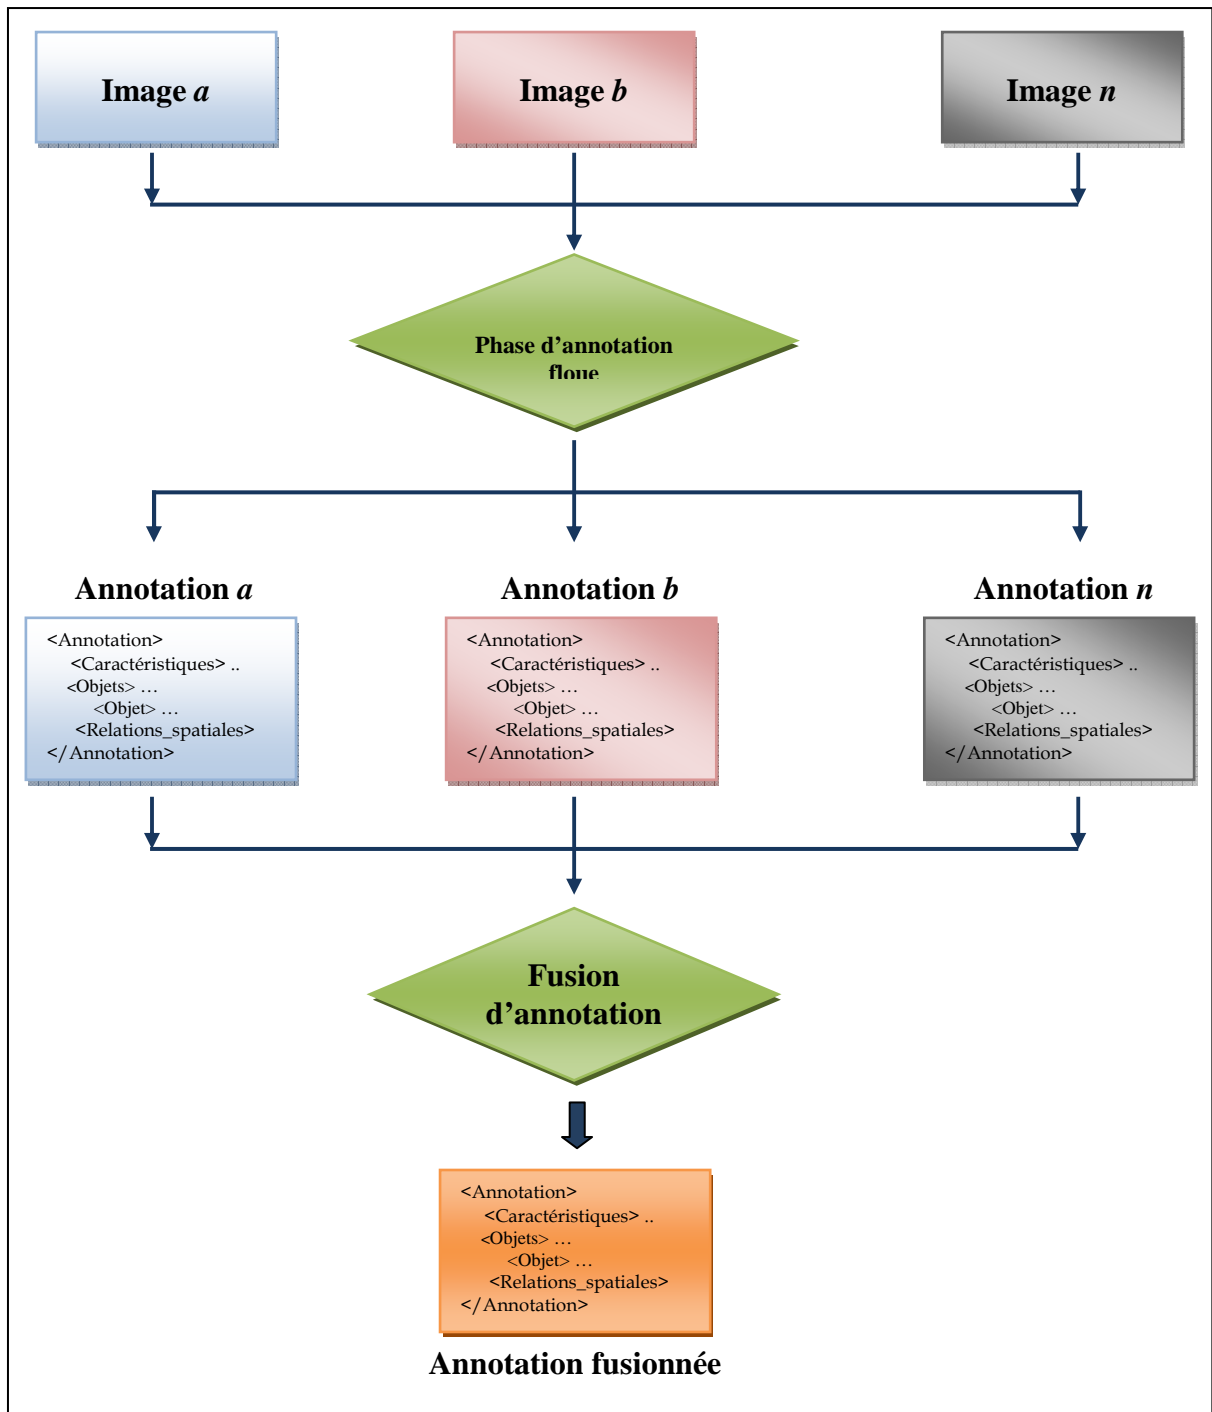 Image a
Image b
Image n
Phase d’annotation
floue
Annotation a
<Annotation>
<Caractéristiques> ..
<Objets> …
<Objet> …
<Relations_spatiales>
</Annotation>
Annotation b
<Annotation>
<Caractéristiques> ..
<Objets> …
<Objet> …
<Relations_spatiales>
</Annotation>
Annotation n
<Annotation>
<Caractéristiques> ..
<Objets> …
<Objet> …
<Relations_spatiales>
</Annotation>
Fusion
d’annotation
<Annotation>
<Caractéristiques> ..
<Objets> …
<Objet> …
<Relations_spatiales>
</Annotation>
Annotation fusionnée